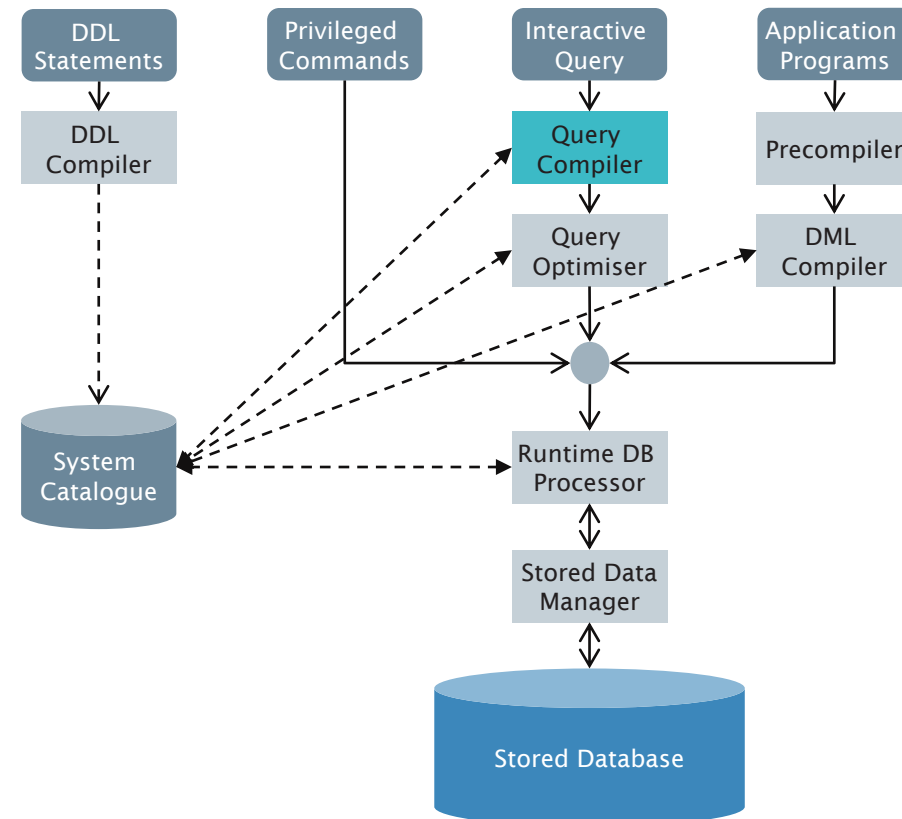 DDL
Statements
Privileged
Commands
Interactive
Query
Application
Programs
DDL
Compiler
Query
Compiler
Precompiler
Query
Optimiser
DML
Compiler
System
Catalogue
Runtime DB
Processor
Stored Data
Manager
Stored Database